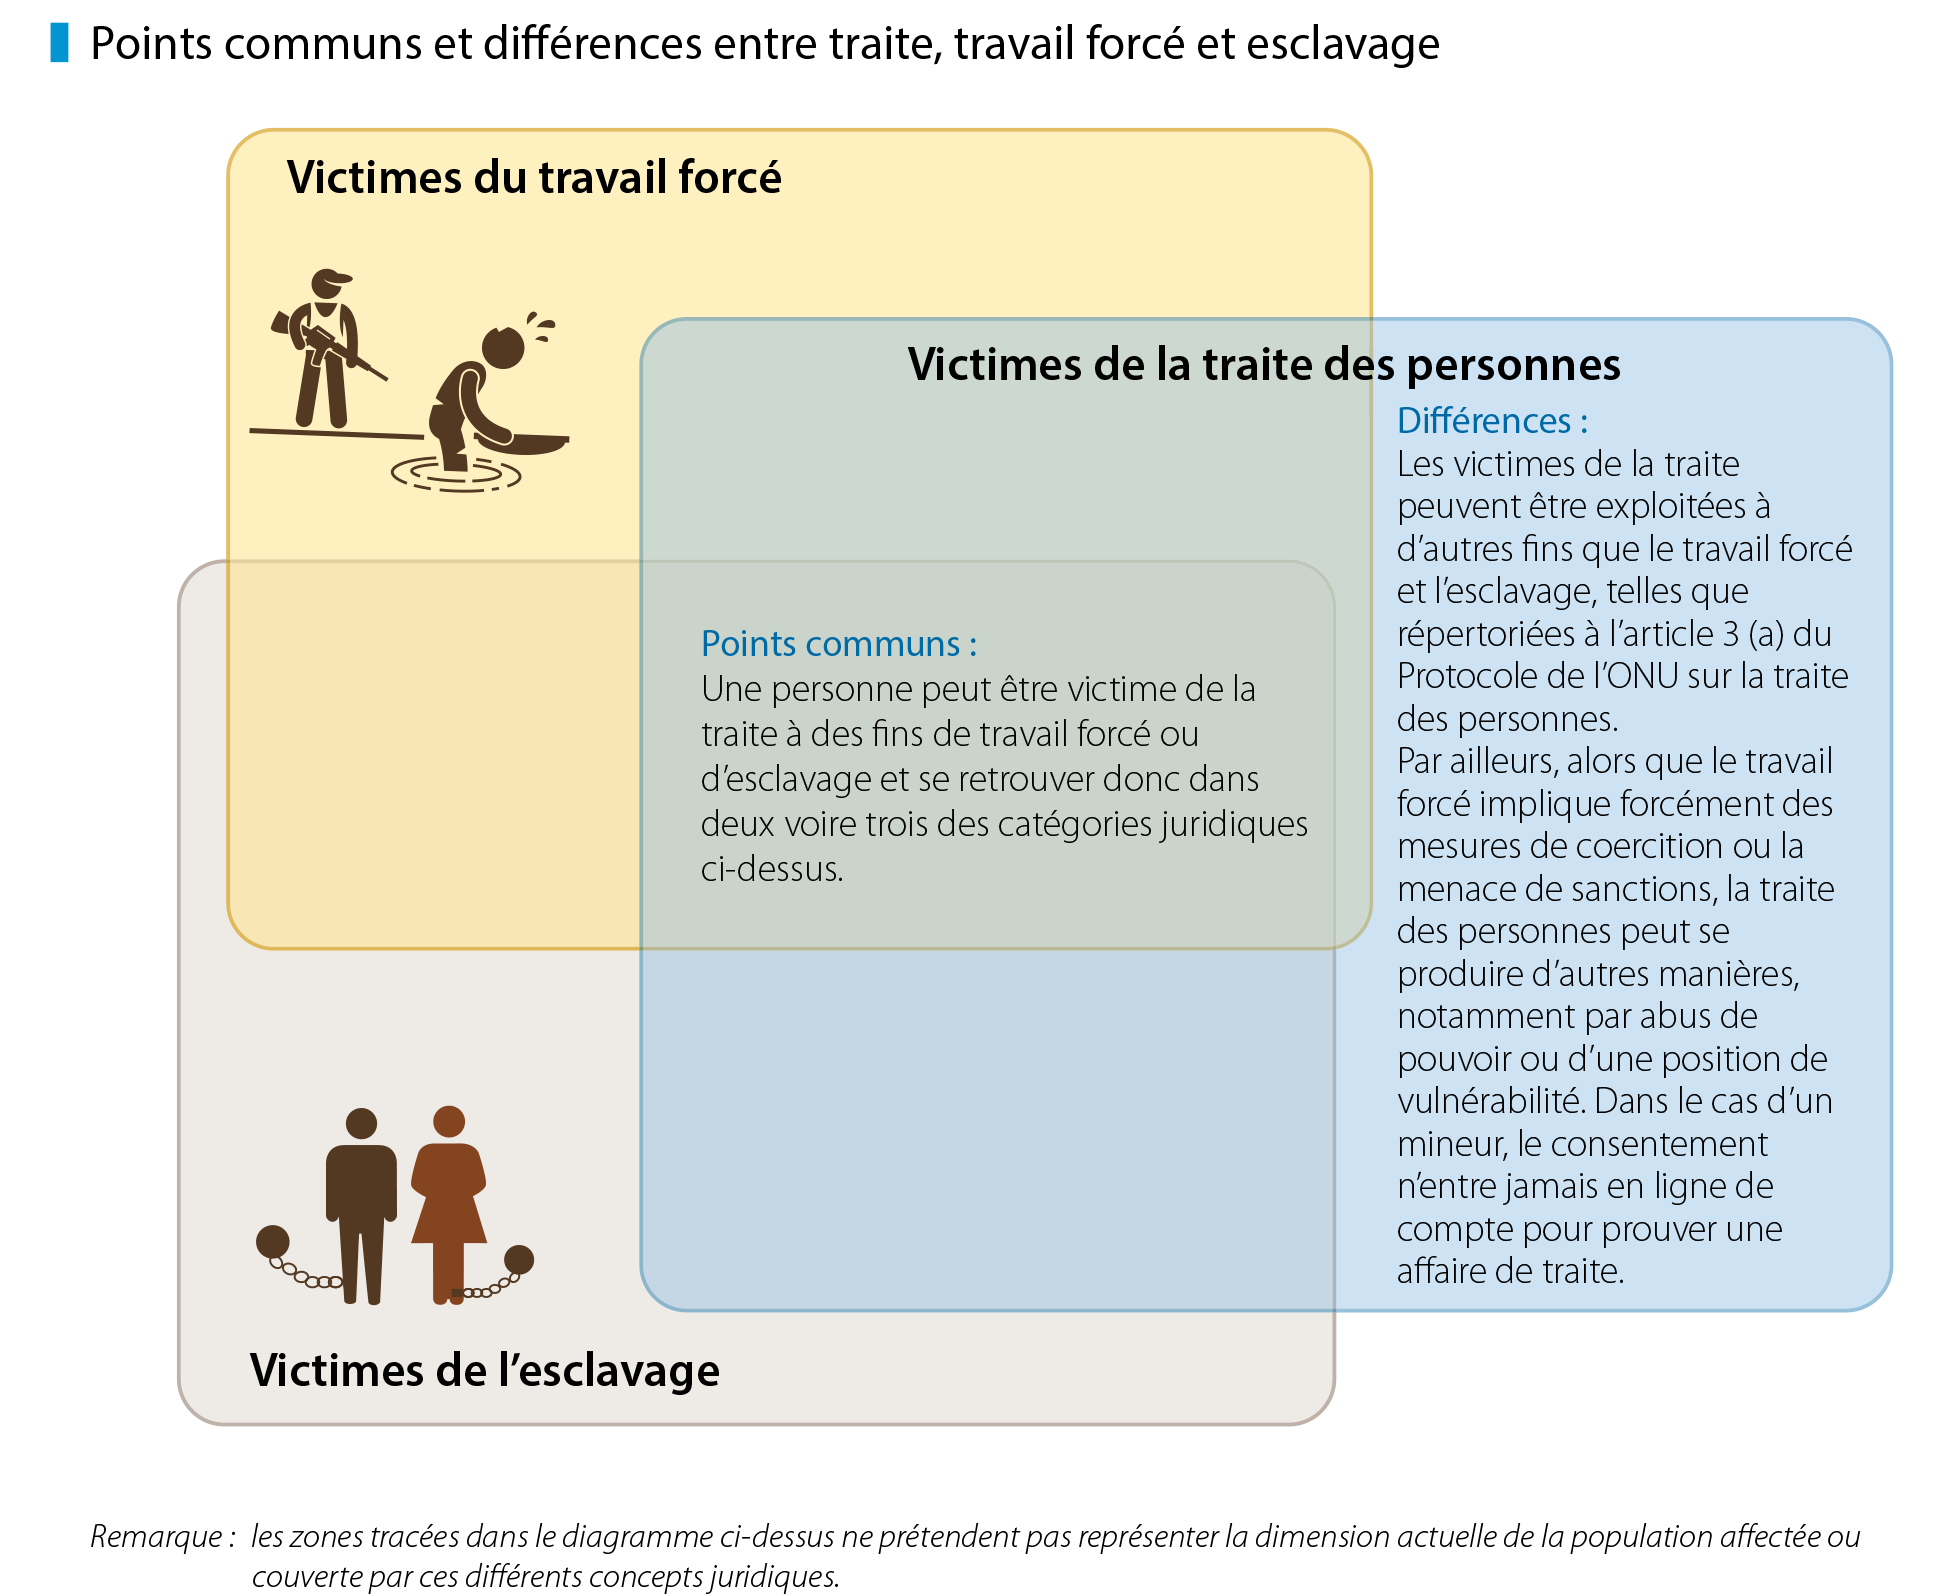 Points communs et différences entre traite, travail forcé et esclavage
Victimes du travail forcé
Victimes de la traite des personnes
Différences :
Les victimes de la traite
peuvent être exploitées à
d’autres fins que le travail forcé
et l’esclavage, telles que
répertoriées à l’article 3 (a) du
Protocole de l’ONU sur la traite
des personnes.
Par ailleurs, alors que le travail
forcé implique forcément des
mesures de coercition ou la
menace de sanctions, la traite
des personnes peut se
produire d’autres manières,
notamment par abus de
pouvoir ou d’une position de
vulnérabilité. Dans le cas d’un
mineur, le consentement
n’entre jamais en ligne de
compte pour prouver une
affaire de traite.
Points communs :
Une personne peut être victime de la
traite à des fins de travail forcé ou
d’esclavage et se retrouver donc dans
deux voire trois des catégories juridiques
ci-dessus.
Victimes de l’esclavage
Remarque : les zones tracées dans le diagramme ci-dessus ne prétendent pas représenter la dimension actuelle de la population affectée ou
couverte par ces différents concepts juridiques.